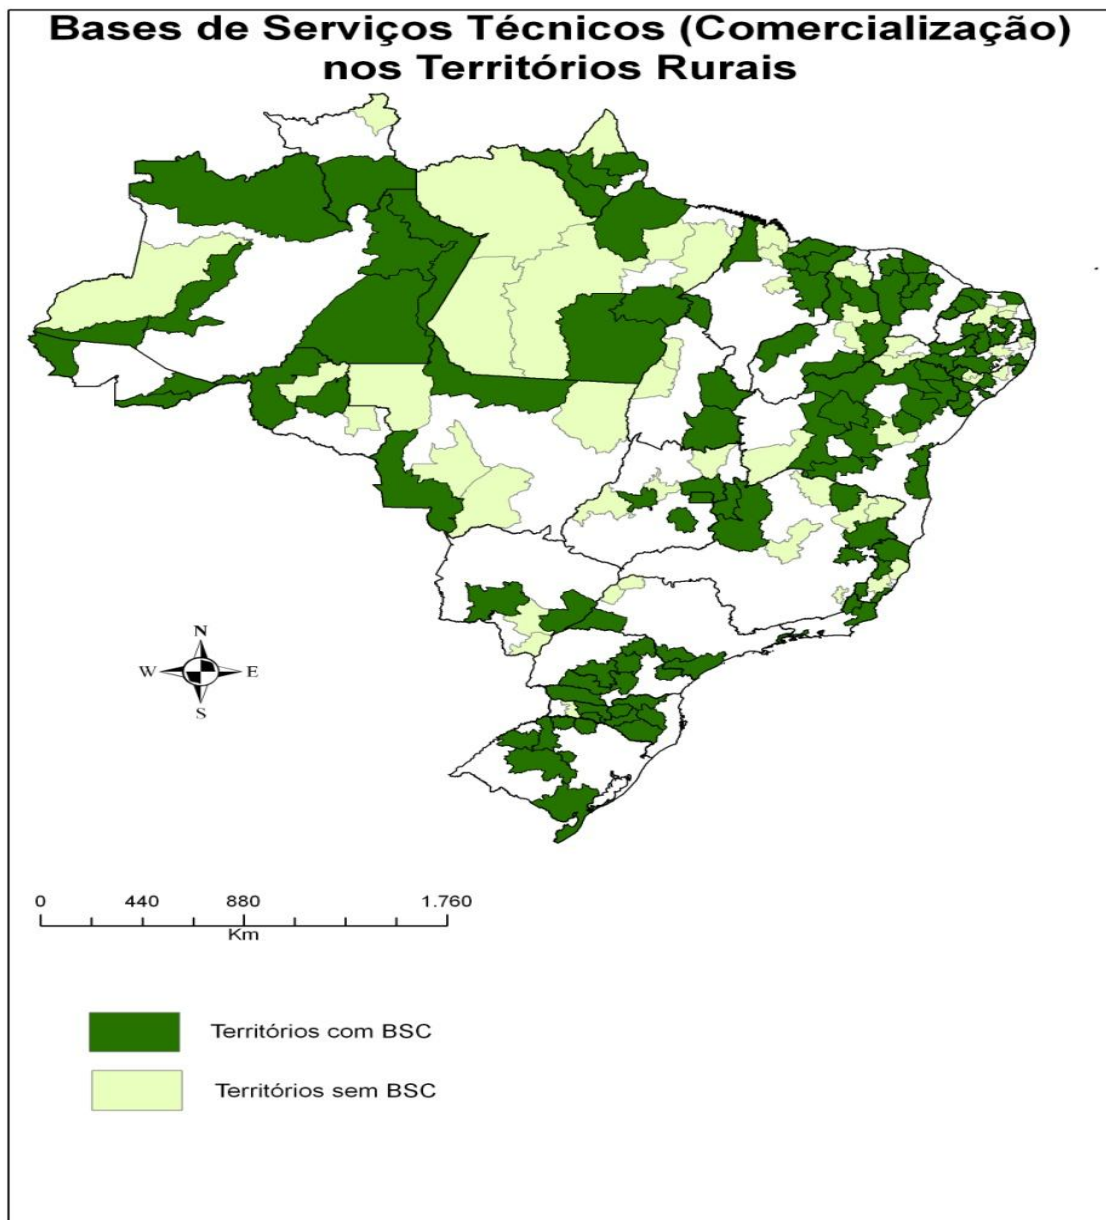 Bases de Serviços Técnicos (Comercialização)
nos Territórios Rurais
N
W
E
S
0 440 880 1.760
Km
Territórios com BSC
Territórios sem BSC